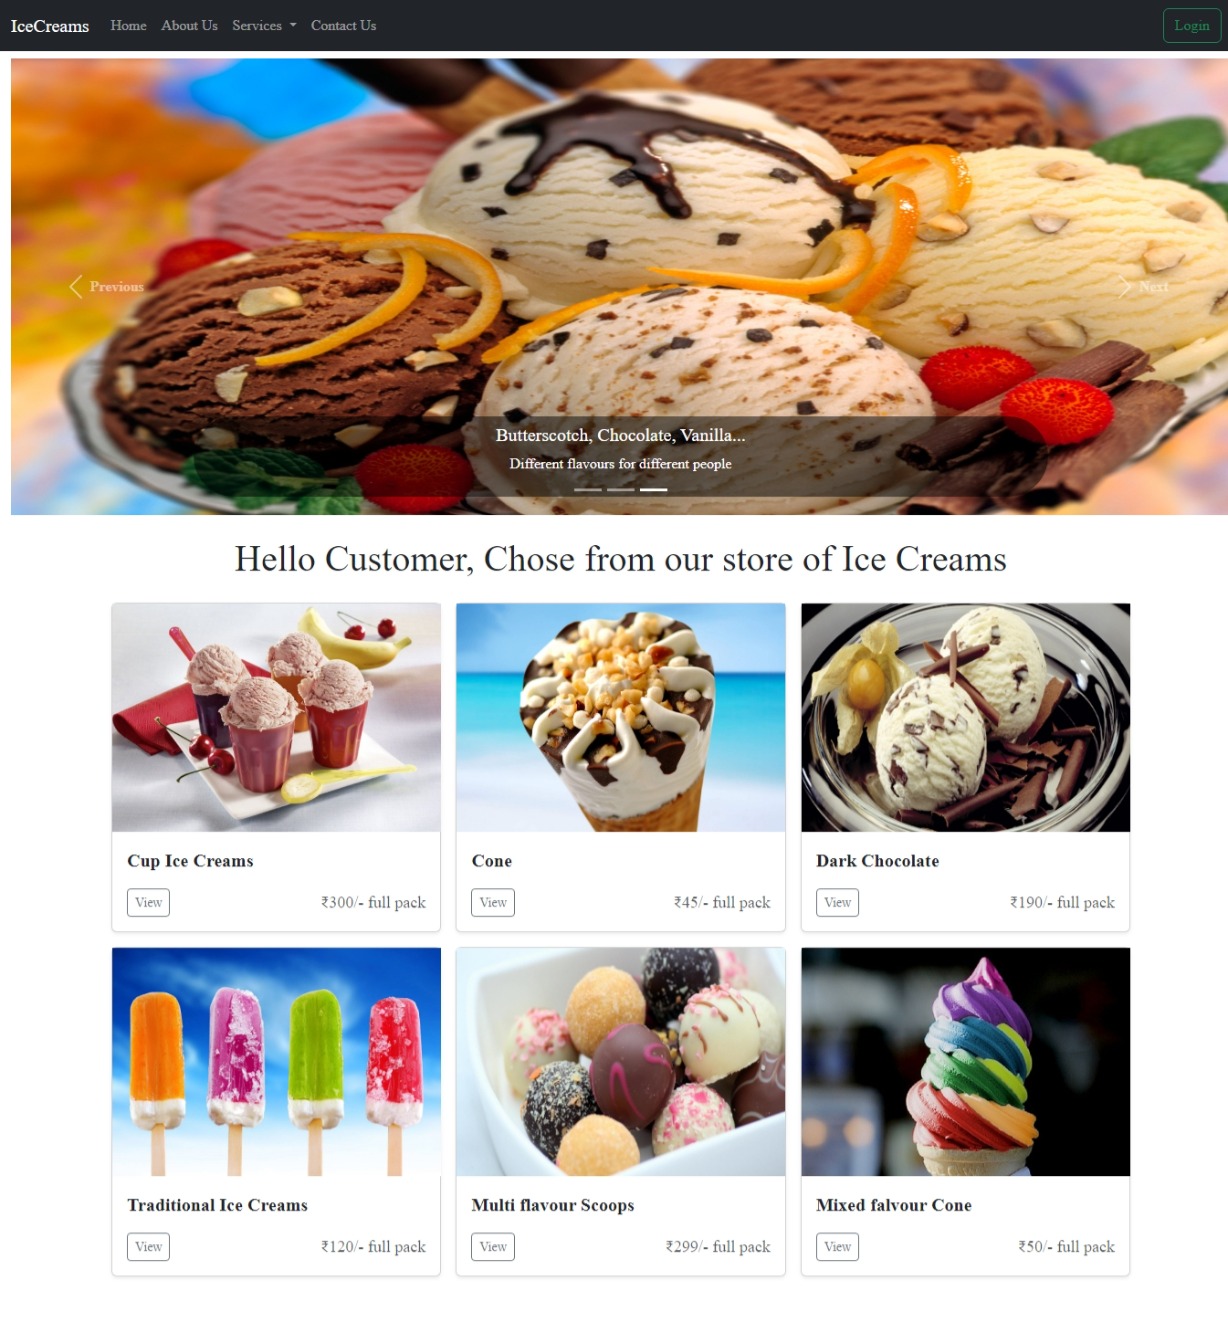 IceCreams Home About Us Services Contact Us Login
Previous Next
Butterscotch, Chocolate, Vanilla...
Different flavours for different people
Hello Customer, Chose from our store of Ice Creams
Cup Ice Creams
View ₹300/- full pack
Cone
View ₹45/- full pack
Dark Chocolate
View ₹190/- full pack
Traditional Ice Creams
View ₹120/- full pack
Multi flavour Scoops
View ₹299/- full pack
Mixed falvour Cone
View ₹50/- full pack